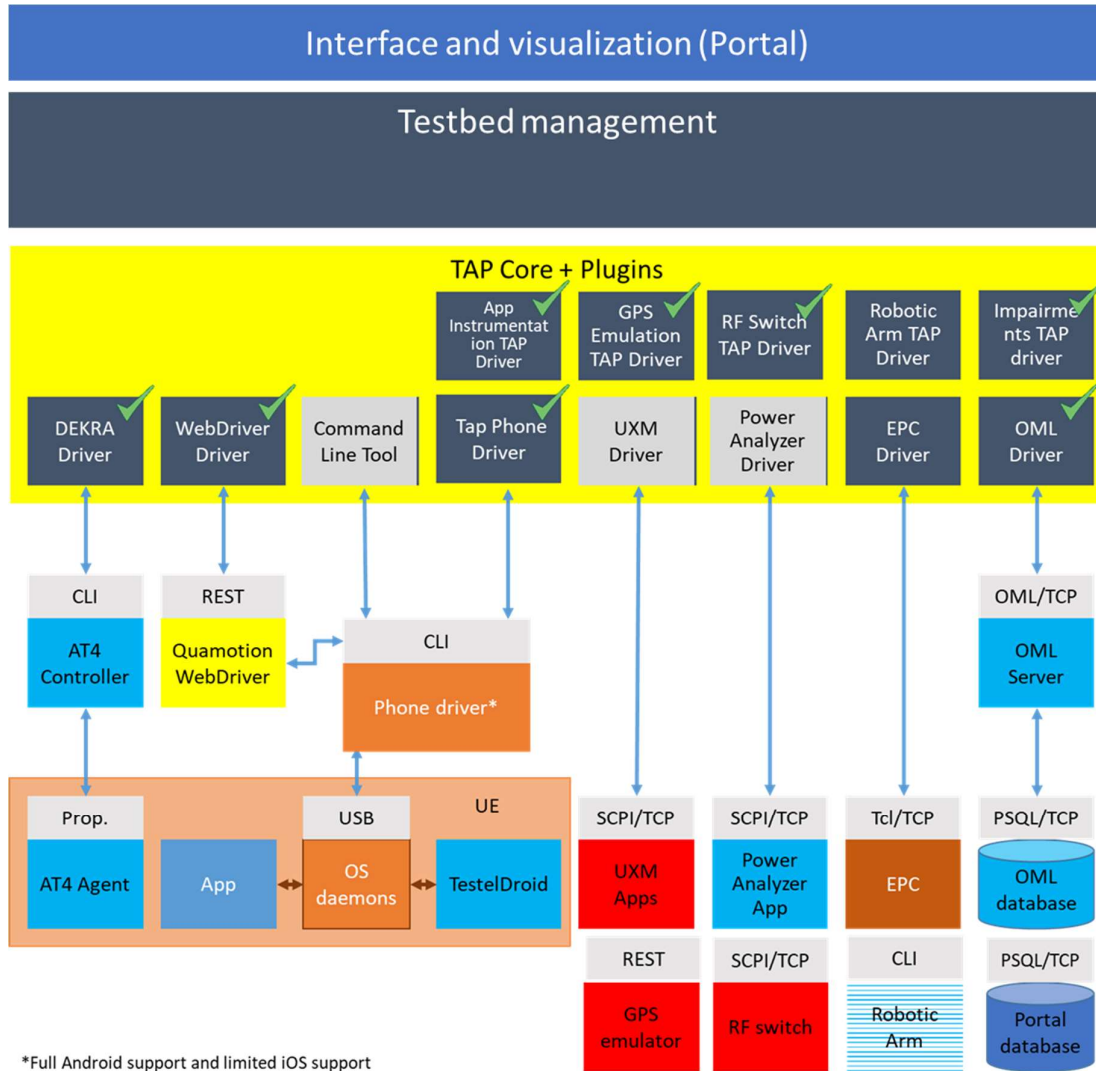 Interface and visualization (Portal)
Testbed management
TAP Core + Plugins
App
Instrumentat
ion TAP
Driver
GPS
Emulation
TAP Driver
RF Switch
TAP Driver
Robotic
Arm TAP
Driver
Impairme
nts TAP
driver
DEKRA
Driver
WebDriver
Driver
Command
Line Tool
Tap Phone
Driver
UXM
Driver
Power
Analyzer
Driver
EPC
Driver
OML
Driver
CLI
AT4
Controller
REST
Quamotion
WebDriver
CLI
Phone driver*
OML/TCP
OML
Server
UE
Prop.
AT4 Agent
App
USB
OS
daemons
TestelDroid
SCPI/TCP
UXM
Apps
SCPI/TCP
Power
Analyzer
App
Tcl/TCP
EPC
PSQL/TCP
OML
database
REST
GPS
emulator
SCPI/TCP
RF switch
CLI
Robotic
Arm
PSQL/TCP
Portal
database
*Full Android support and limited iOS support